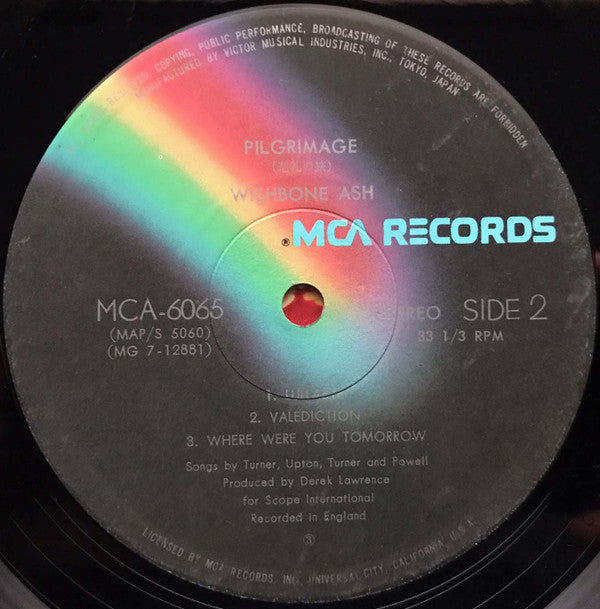 RESERVED COPYING, PUBLIC PERFORMANCE, BROADCASTING OF THESE RECORDS ARE FORBIDDEN
MANUFACTURED BY VICTOR MUSICAL INDUSTRIES, INC., TOKYO, JAPAN
PILGRIMAGE
WISHBONE ASH
® MCA RECORDS
MCA-6065
(MAP/S 5060)
(MG 7-12881)
SIDE 2
33 1/3 RPM
1.
2. VALEDICTION
3. WHERE WERE YOU TOMORROW
Songs by Turner, Upton, Turner and Powell
Produced by Derek Lawrence
for Scope International
Recorded in England
LICENSED BY MCA RECORDS, INC., UNIVERSAL CITY, CALIFORNIA, U.S.A.